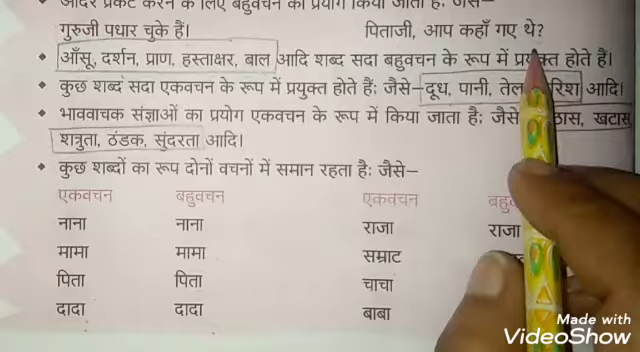 आदर प्रकट करने के लिए बहुवचन का प्रयोग किया जाता है; जैसे—
गुरुजी पधार चुके हैं। पिताजी, आप कहाँ गए थे?
• आँसू, दर्शन, प्राण, हस्ताक्षर, बाल आदि शब्द सदा बहुवचन के रूप में प्रयुक्त होते हैं।
• कुछ शब्द सदा एकवचन के रूप में प्रयुक्त होते हैं; जैसे—दूध, पानी, तेल आदि।
• भाववाचक संज्ञाओं का प्रयोग एकवचन के रूप में किया जाता है; जैसे खटास
शत्रुता, ठंडक, सुंदरता आदि।
• कुछ शब्दों का रूप दोनों वचनों में समान रहता है; जैसे—
एकवचन बहुवचन एकवचन
नाना नाना राजा राजा
मामा मामा सम्राट
पिता पिता चाचा
दादा दादा बाबा
Made with
VideoShow